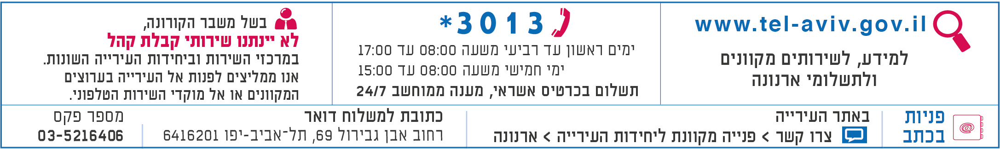 www.tel-aviv.gov.il
למידע, לשירותים מקוונים
ולתשלומי ארנונה
*3013
ימים ראשון עד רביעי משעה 08:00 עד 17:00
ימי חמישי משעה 08:00 עד 15:00
תשלום בכרטיס אשראי, מענה ממוחשב 24/7
בשל משבר הקורונה,
לא יינתנו שירותי קבלת קהל
במרכזי השירות וביחידות העירייה השונות.
אנו ממליצים לפנות אל העירייה בערוצים
המקוונים או אל מוקדי השירות הטלפוני.
פניות
בכתב
באתר העירייה
צרו קשר > פנייה מקוונת ליחידות העירייה > ארנונה
כתובת למשלוח דואר
רחוב אבן גבירול 69, תל־אביב-יפו 6416201
מספר פקס
03-5216406